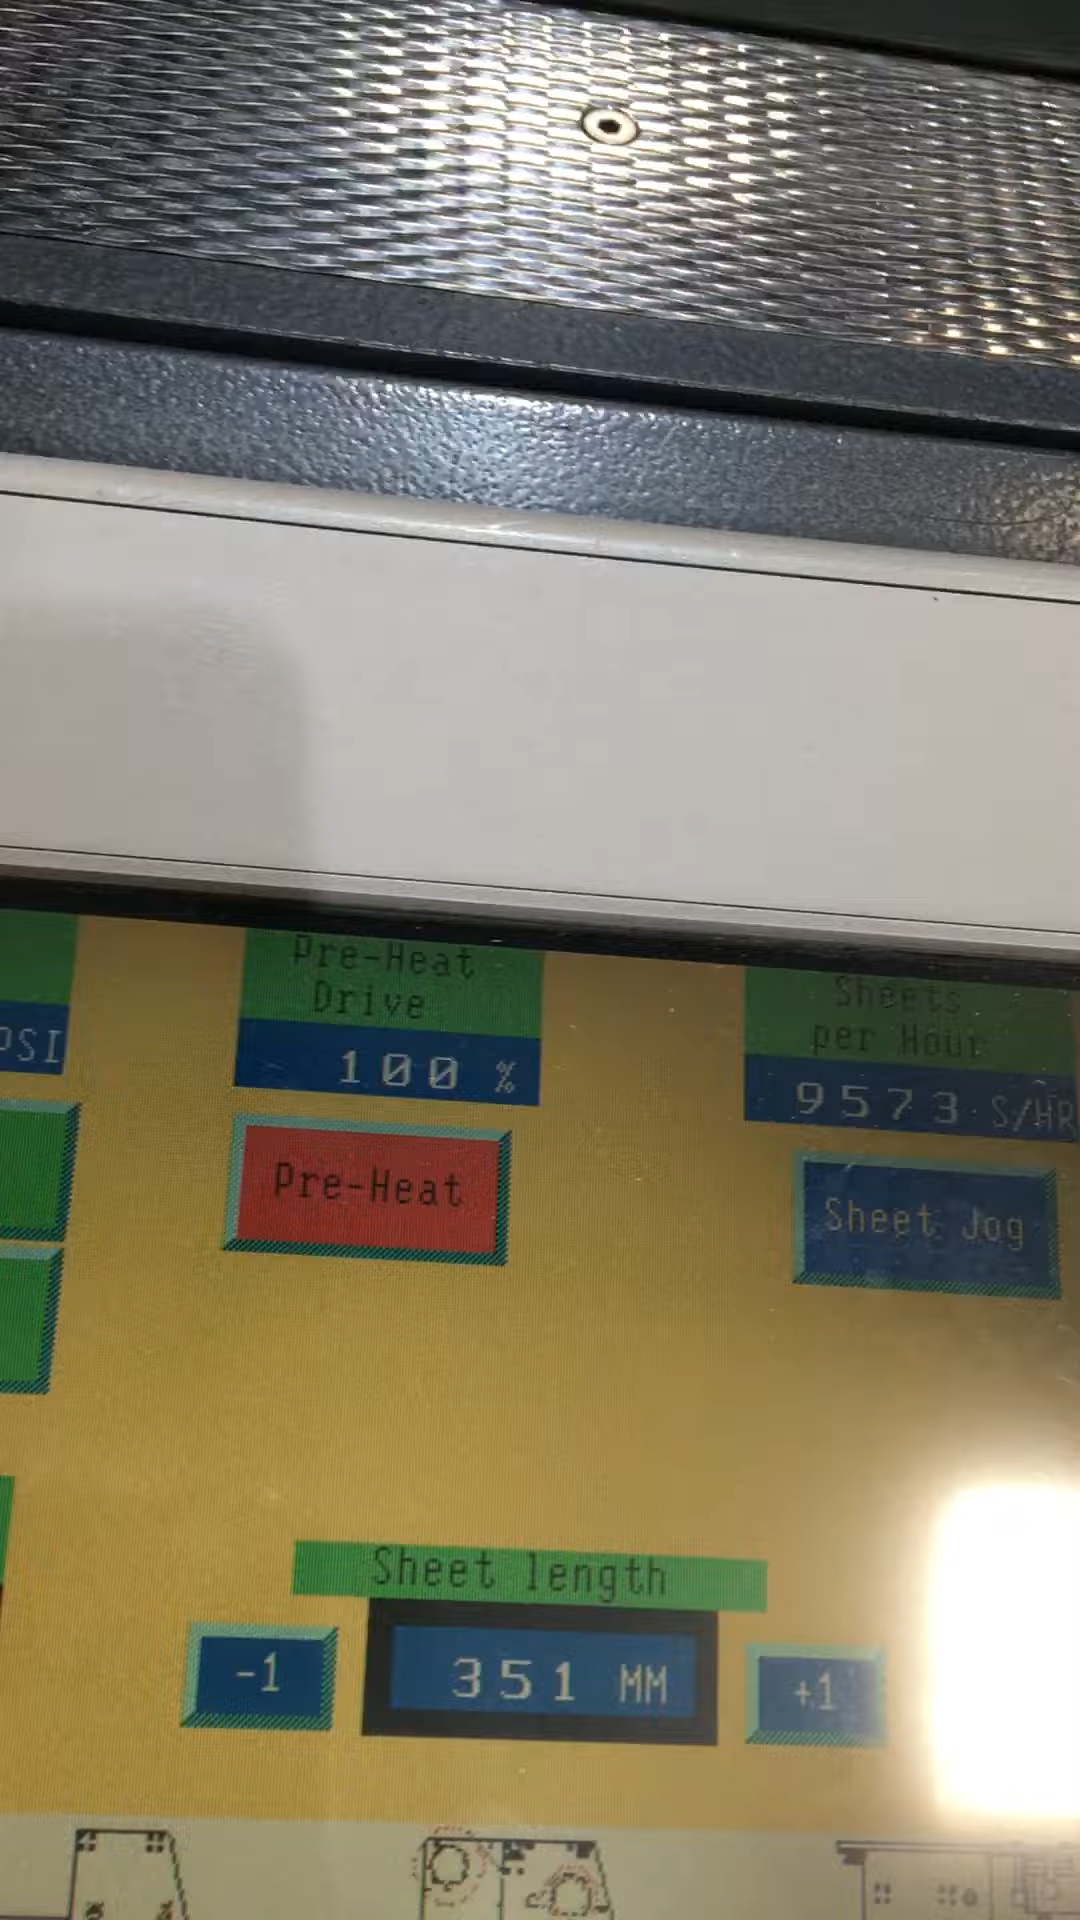 Pre-Heat
Drive
Sheets
per Hour
PSI
100 %
9573 S/HR
Pre-Heat
Sheet Jog
Sheet length
-1
351 MM
+1